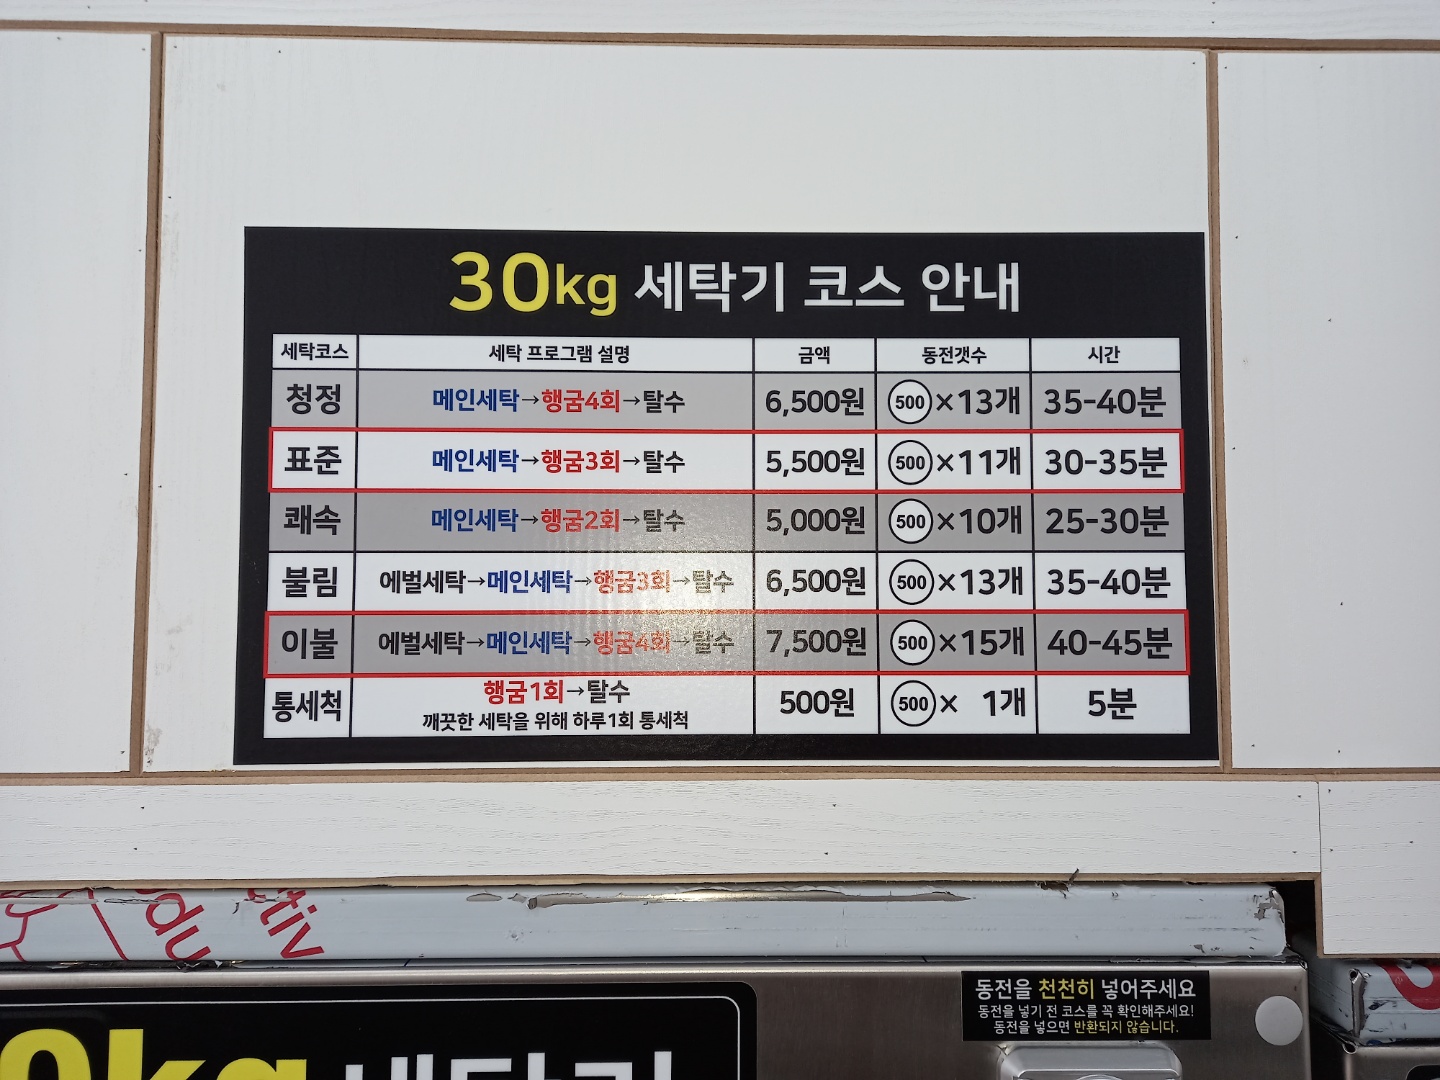 30kg 세탁기 코스 안내
세탁코스 세탁 프로그램 설명 금액 동전갯수 시간
청정 메인세탁→행굼4회→탈수 6,500원 500×13개 35-40분
표준 메인세탁→행굼3회→탈수 5,500원 500×11개 30-35분
쾌속 메인세탁→행굼2회→탈수 5,000원 500×10개 25-30분
불림 에벌세탁→메인세탁→행굼3회→탈수 6,500원 500×13개 35-40분
이불 에벌세탁→메인세탁→행굼4회→탈수 7,500원 500×15개 40-45분
통세척 행굼1회→탈수 500원 500× 1개 5분
깨끗한 세탁을 위해 하루1회 통세척
du
tiv
동전을 천천히 넣어주세요
동전을 넣기 전 코스를 꼭 확인해주세요!
동전을 넣으면 반환되지 않습니다.
0kg 세탁기